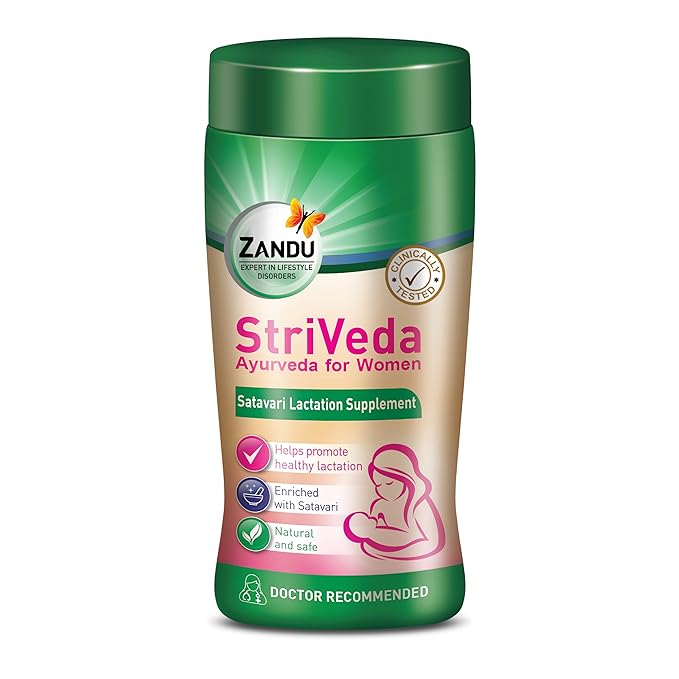 ZANDU
EXPERT IN LIFESTYLE
DISORDERS
CLINICALLY
TESTED
StriVeda
Ayurveda for Women
Satavari Lactation Supplement
Helps promote
healthy lactation
Enriched
with Satavari
Natural
and safe
DOCTOR RECOMMENDED